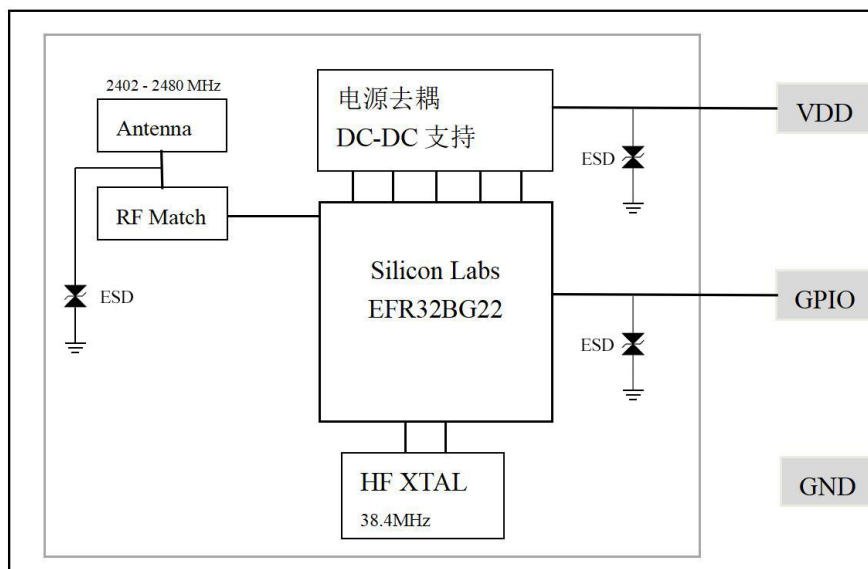 2402 - 2480 MHz
Antenna
RF Match
ESD
电源去耦
DC-DC 支持
ESD
VDD
Silicon Labs
EFR32BG22
ESD
GPIO
HF XTAL
38.4MHz
GND